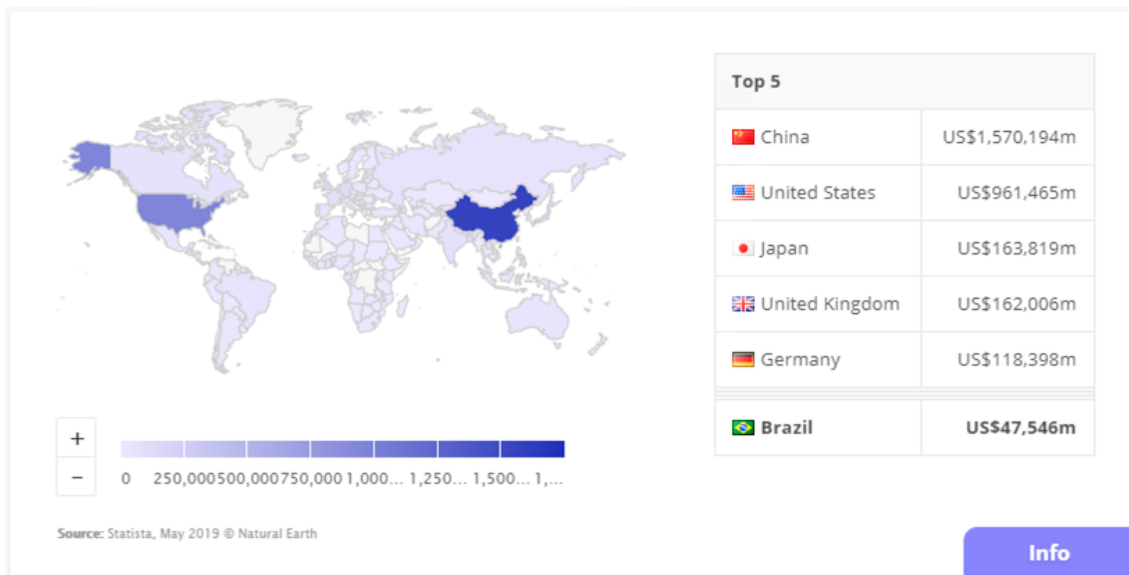 Top 5
China US$1,570,194m
United States US$961,465m
Japan US$163,819m
United Kingdom US$162,006m
Germany US$118,398m
Brazil US$47,546m
+
−
0 250,000500,000750,000 1,000... 1,250... 1,500... 1,...
Source: Statista, May 2019 © Natural Earth
Info